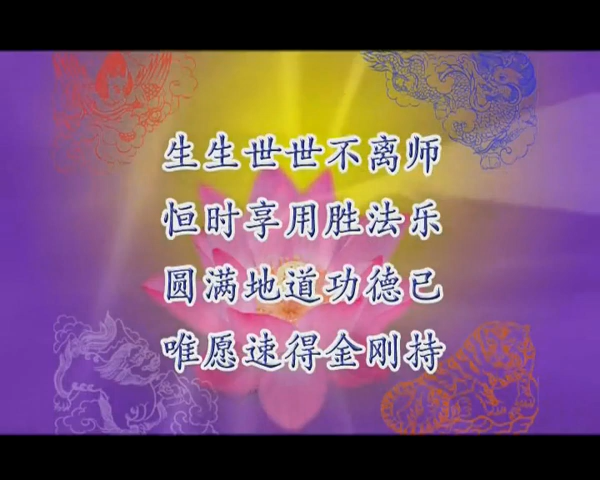 生生世世不离师
恒时享用胜法乐
圆满地道功德已
唯愿速得金刚持